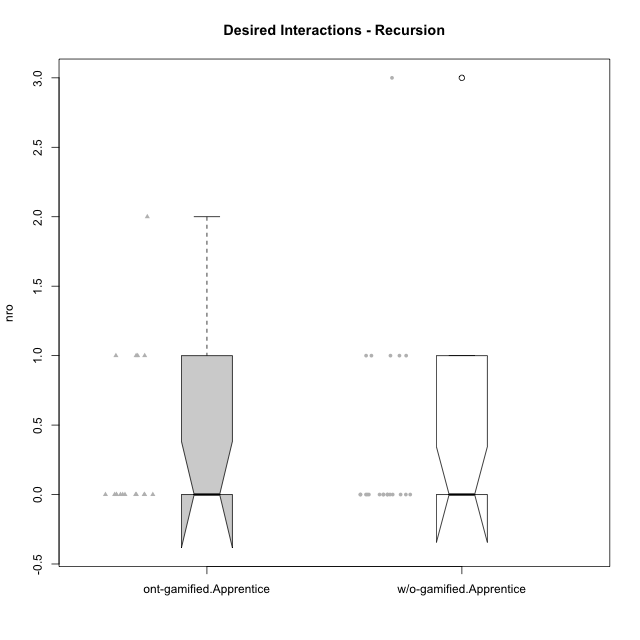 Desired Interactions - Recursion
3.0
2.5
2.0
1.5
1.0
0.5
0.0
-0.5
nro
ont-gamified.Apprentice
w/o-gamified.Apprentice